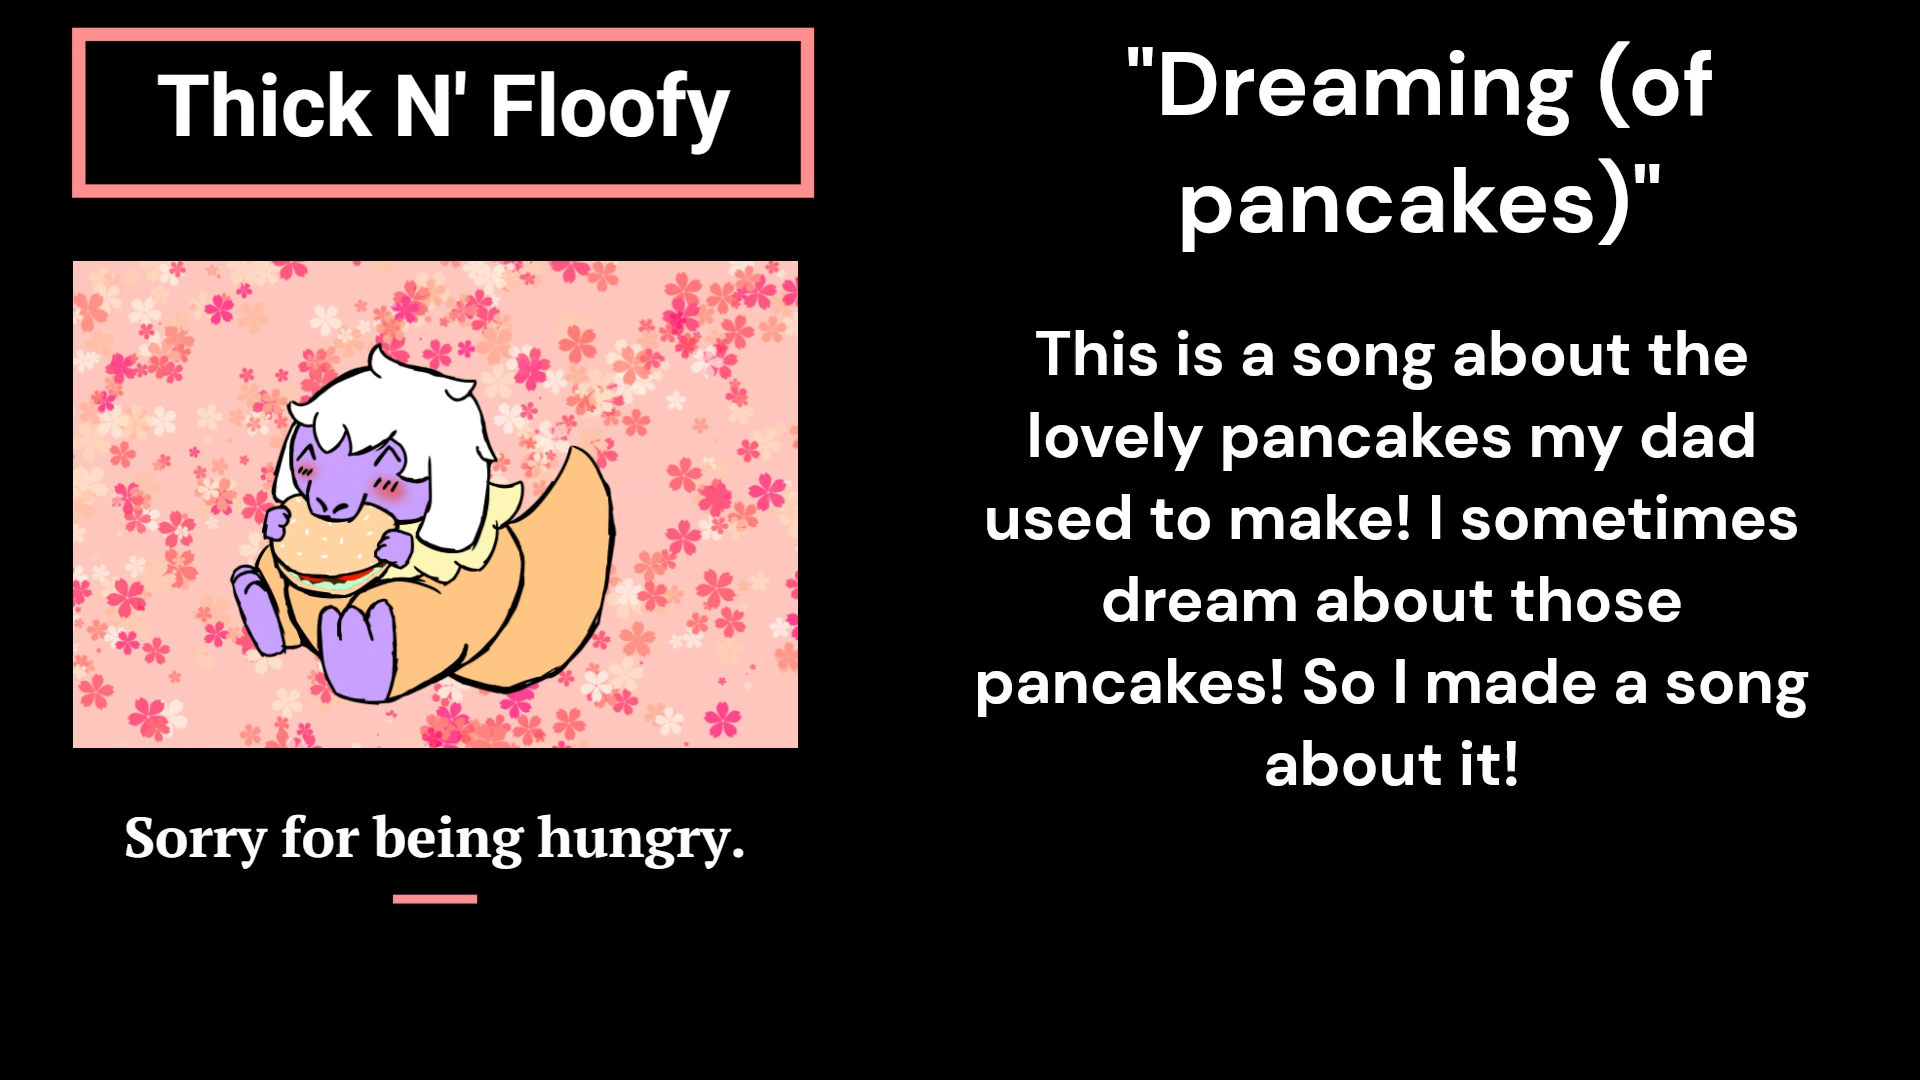 Thick N' Floofy
Sorry for being hungry.
"Dreaming (of
pancakes)"
This is a song about the
lovely pancakes my dad
used to make! I sometimes
dream about those
pancakes! So I made a song
about it!